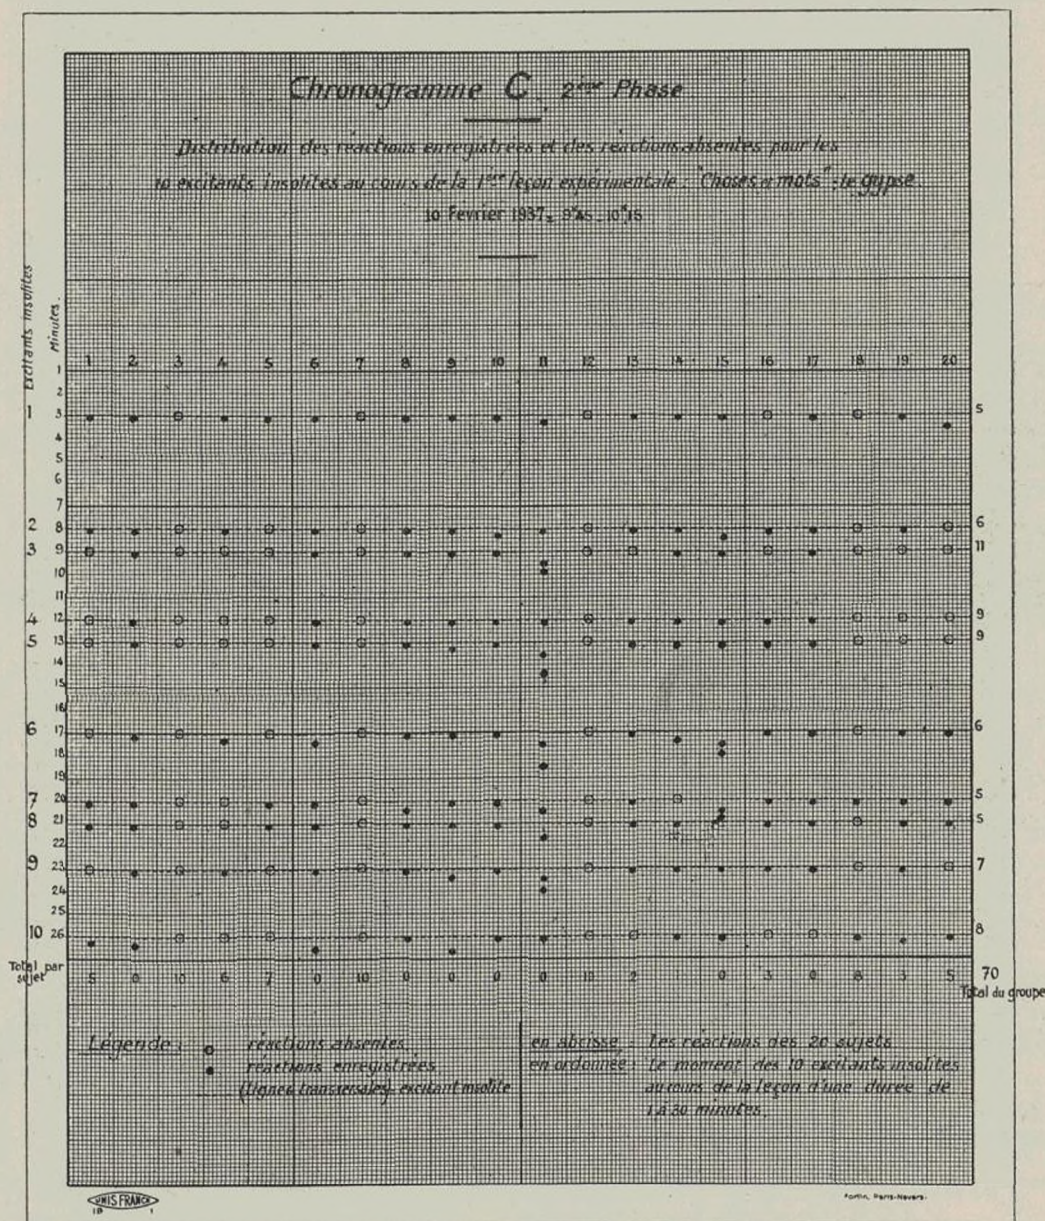 Chronogramme C. 2ème Phase
Distribution des réactions enregistrées et des réactions absentes pour les
10 excitants insolites au cours de la 1ère leçon expérimentale: "Choses et mots": le gypse.
10 Février 1937, 9h45-10h15
Excitants insolites
Minutes.
1 2 3 4 5 6 7 8 9 10 11 12 13 14 15 16 17 18 19 20
1
2
1 3 5
4
5
6
7
2 8 6
3 9 11
10
11
4 12 9
5 13 9
14
15
16
6 17 6
18
19
7 20 5
8 21 5
22
9 23 7
24
25
10 26 8
Total par sujet 5 0 10 6 7 0 10 0 0 0 0 10 2 1 0 3 0 8 3 5 70
Total du groupe
Légende: réactions absentes
réactions enregistrées
(lignes transversales) excitant insolite
en abcisse: Les réactions des 20 sujets
en ordonnée: Le moment des 10 excitants insolites
au cours de la leçon d'une durée de
1 à 30 minutes.
UNIS FRANCE
1
Fortin, Paris-Nevers.